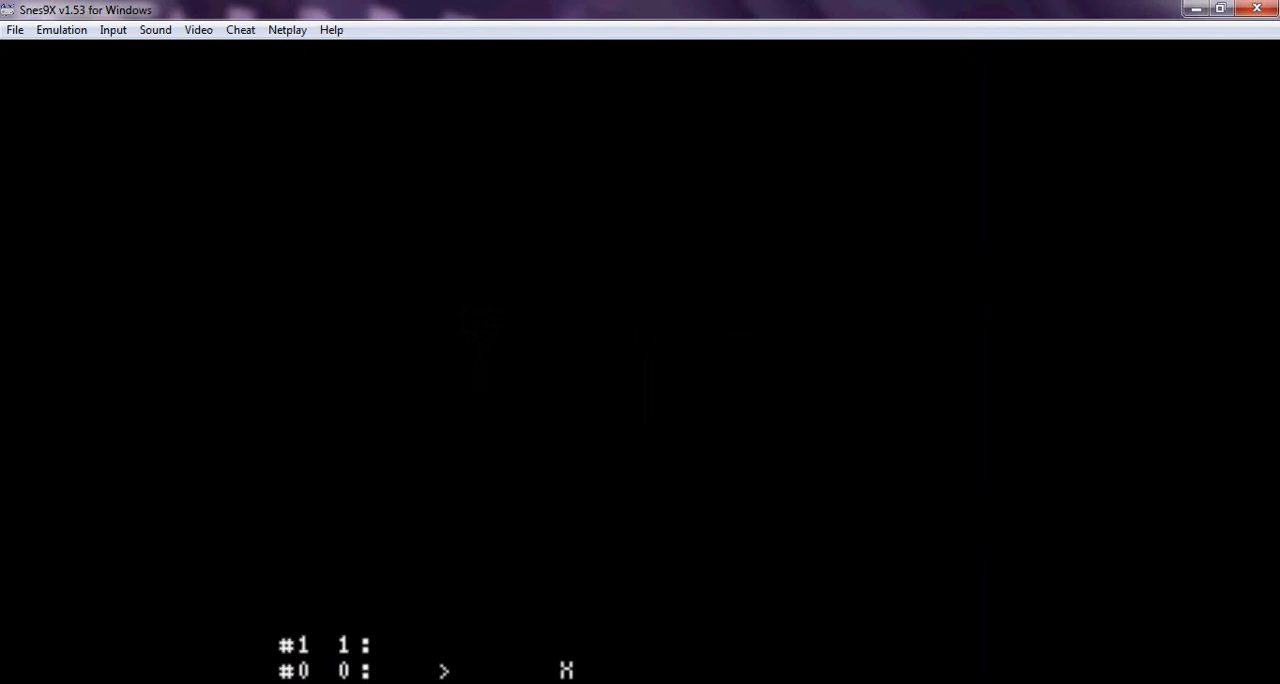 Snes9X v1.53 for Windows
File Emulation Input Sound Video Cheat Netplay Help
#1 1:
#0 0: > X